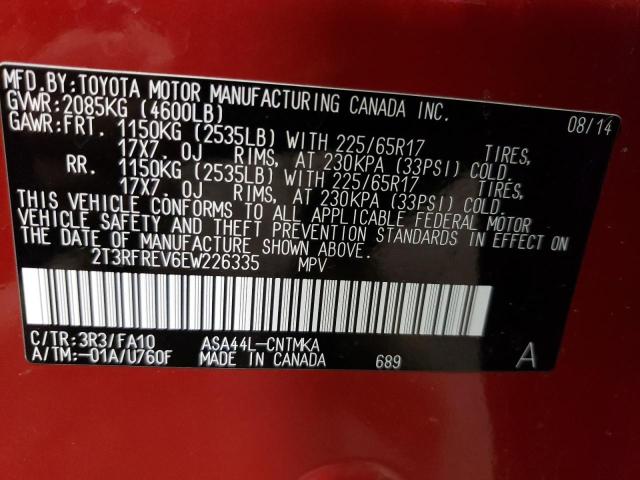 MFD.BY:TOYOTA MOTOR MANUFACTURING CANADA INC.
GVWR:2085KG (4600LB) 08/14
GAWR:FRT. 1150KG (2535LB) WITH 225/65R17 TIRES,
17X7.0J RIMS, AT 230KPA (33PSI) COLD.
RR. 1150KG (2535LB) WITH 225/65R17 TIRES,
17X7.0J RIMS, AT 230KPA (33PSI) COLD.
THIS VEHICLE CONFORMS TO ALL APPLICABLE FEDERAL MOTOR
VEHICLE SAFETY AND THEFT PREVENTION STANDARDS IN EFFECT ON
THE DATE OF MANUFACTURE SHOWN ABOVE.
2T3RFREV6EW226335 MPV
C/TR:3R3/FA10 ASA44L-CNTMKA
A/TM:-01A/U760F MADE IN CANADA 689 A